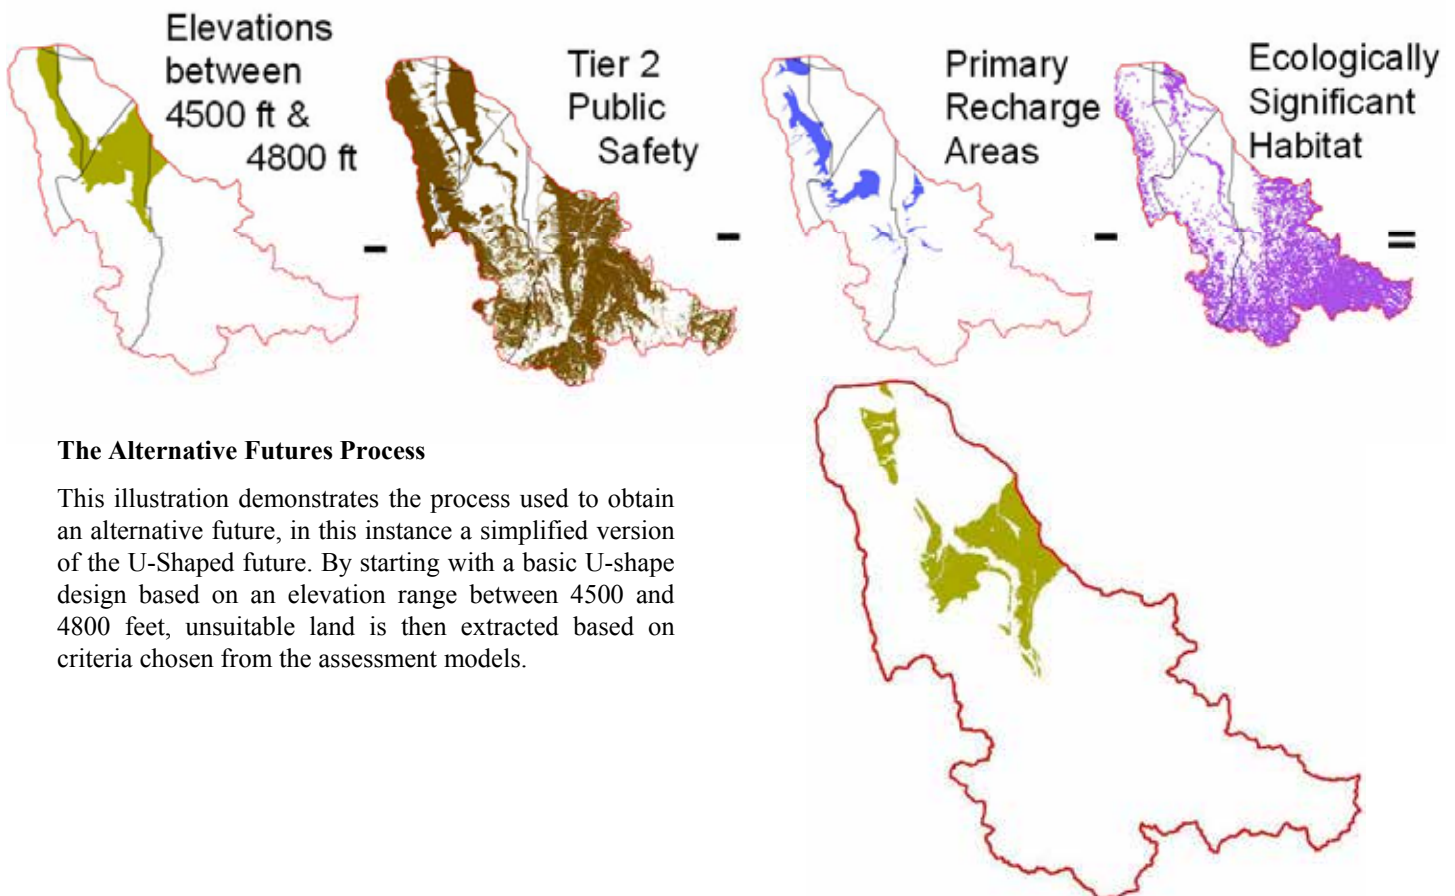 Elevations
between
4500 ft &
4800 ft
-
Tier 2
Public
Safety
-
Primary
Recharge
Areas
-
Ecologically
Significant
Habitat
=
The Alternative Futures Process
This illustration demonstrates the process used to obtain
an alternative future, in this instance a simplified version
of the U-Shaped future. By starting with a basic U-shape
design based on an elevation range between 4500 and
4800 feet, unsuitable land is then extracted based on
criteria chosen from the assessment models.